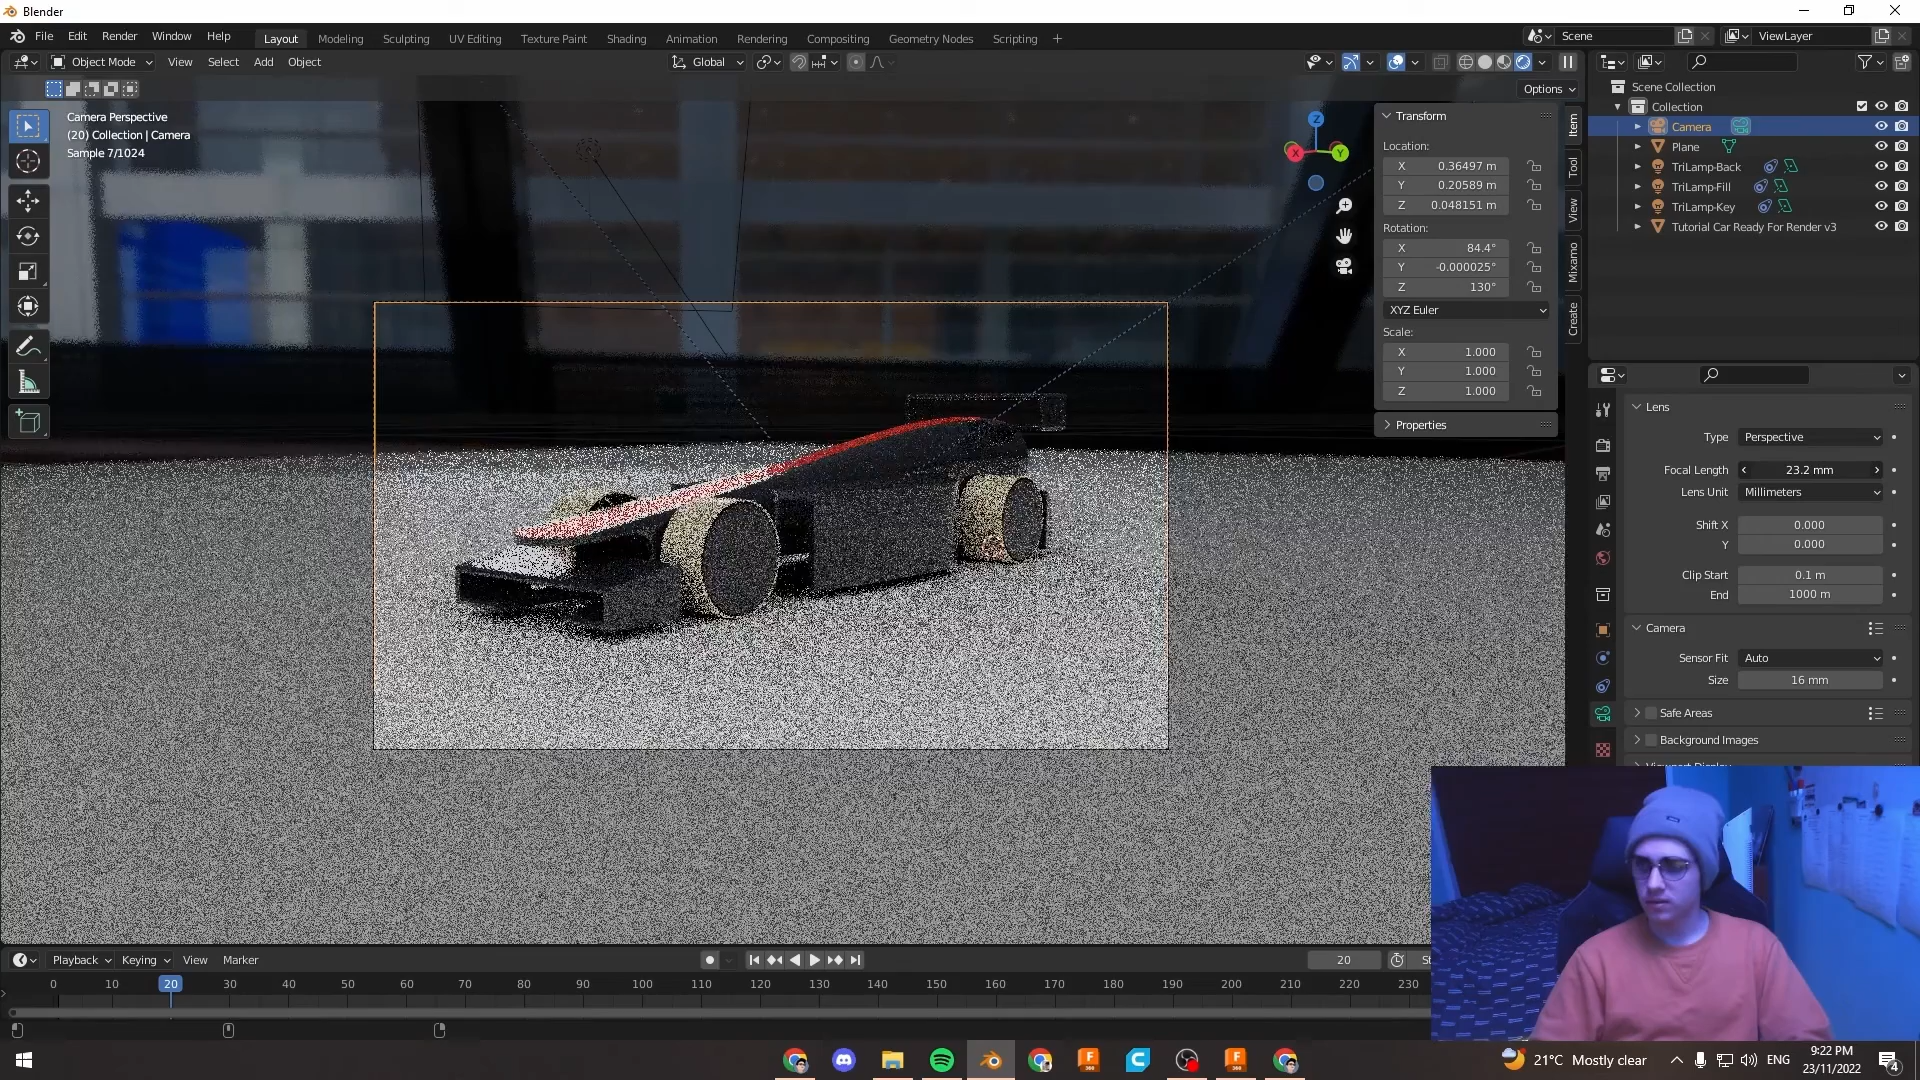 Blender
File Edit Render Window Help
Layout Modeling Sculpting UV Editing Texture Paint Shading Animation Rendering Compositing Geometry Nodes Scripting +
Scene
ViewLayer
Object Mode View Select Add Object
Global
Options
Camera Perspective
(20) Collection | Camera
Sample 7/1024
Z
X
Y
Transform
Location:
X 0.36497 m
Y 0.20589 m
Z 0.048151 m
Rotation:
X 84.4°
Y -0.000025°
Z 130°
XYZ Euler
Scale:
X 1.000
Y 1.000
Z 1.000
Properties
Item
Tool
View
Mixamo
Create
Scene Collection
Collection
Camera
Plane
TriLamp-Back
TriLamp-Fill
TriLamp-Key
Tutorial Car Ready For Render v3
Lens
Type Perspective
Focal Length 23.2 mm
Lens Unit Millimeters
Shift X 0.000
Y 0.000
Clip Start 0.1 m
End 1000 m
Camera
Sensor Fit Auto
Size 16 mm
Safe Areas
Background Images
Playback Keying View Marker
20
0 10 20 30 40 50 60 70 80 90 100 110 120 130 140 150 160 170 180 190 200 210 220 230
21°C Mostly clear
ENG
9:22 PM
23/11/2022
4